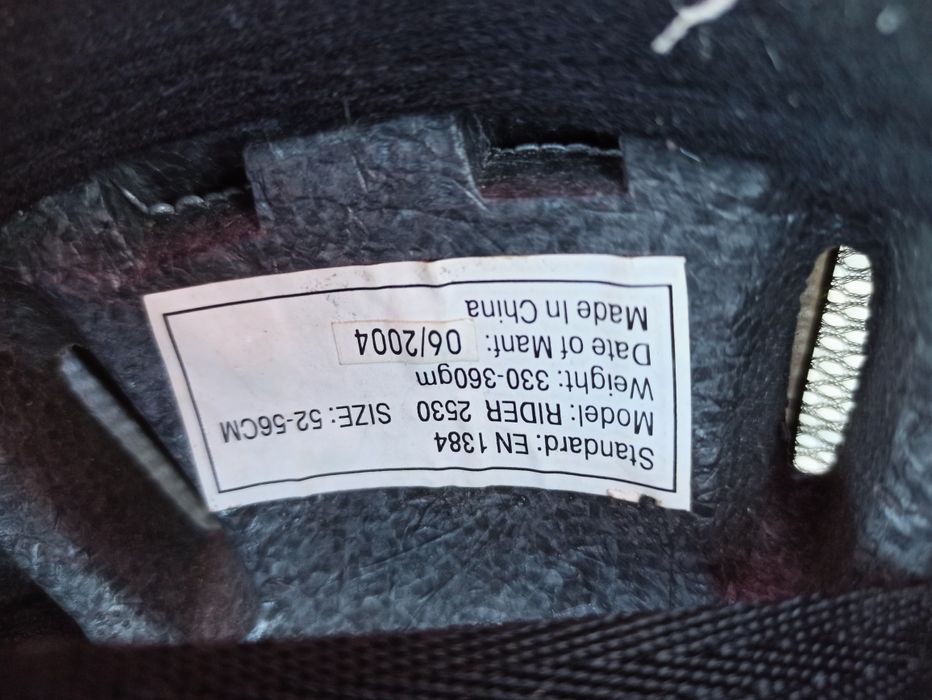 Standard: EN 1384
Model: RIDER 2530 SIZE: 52-56CM
Weight: 330-360gm
Date of Manf: 06/2004
Made In China